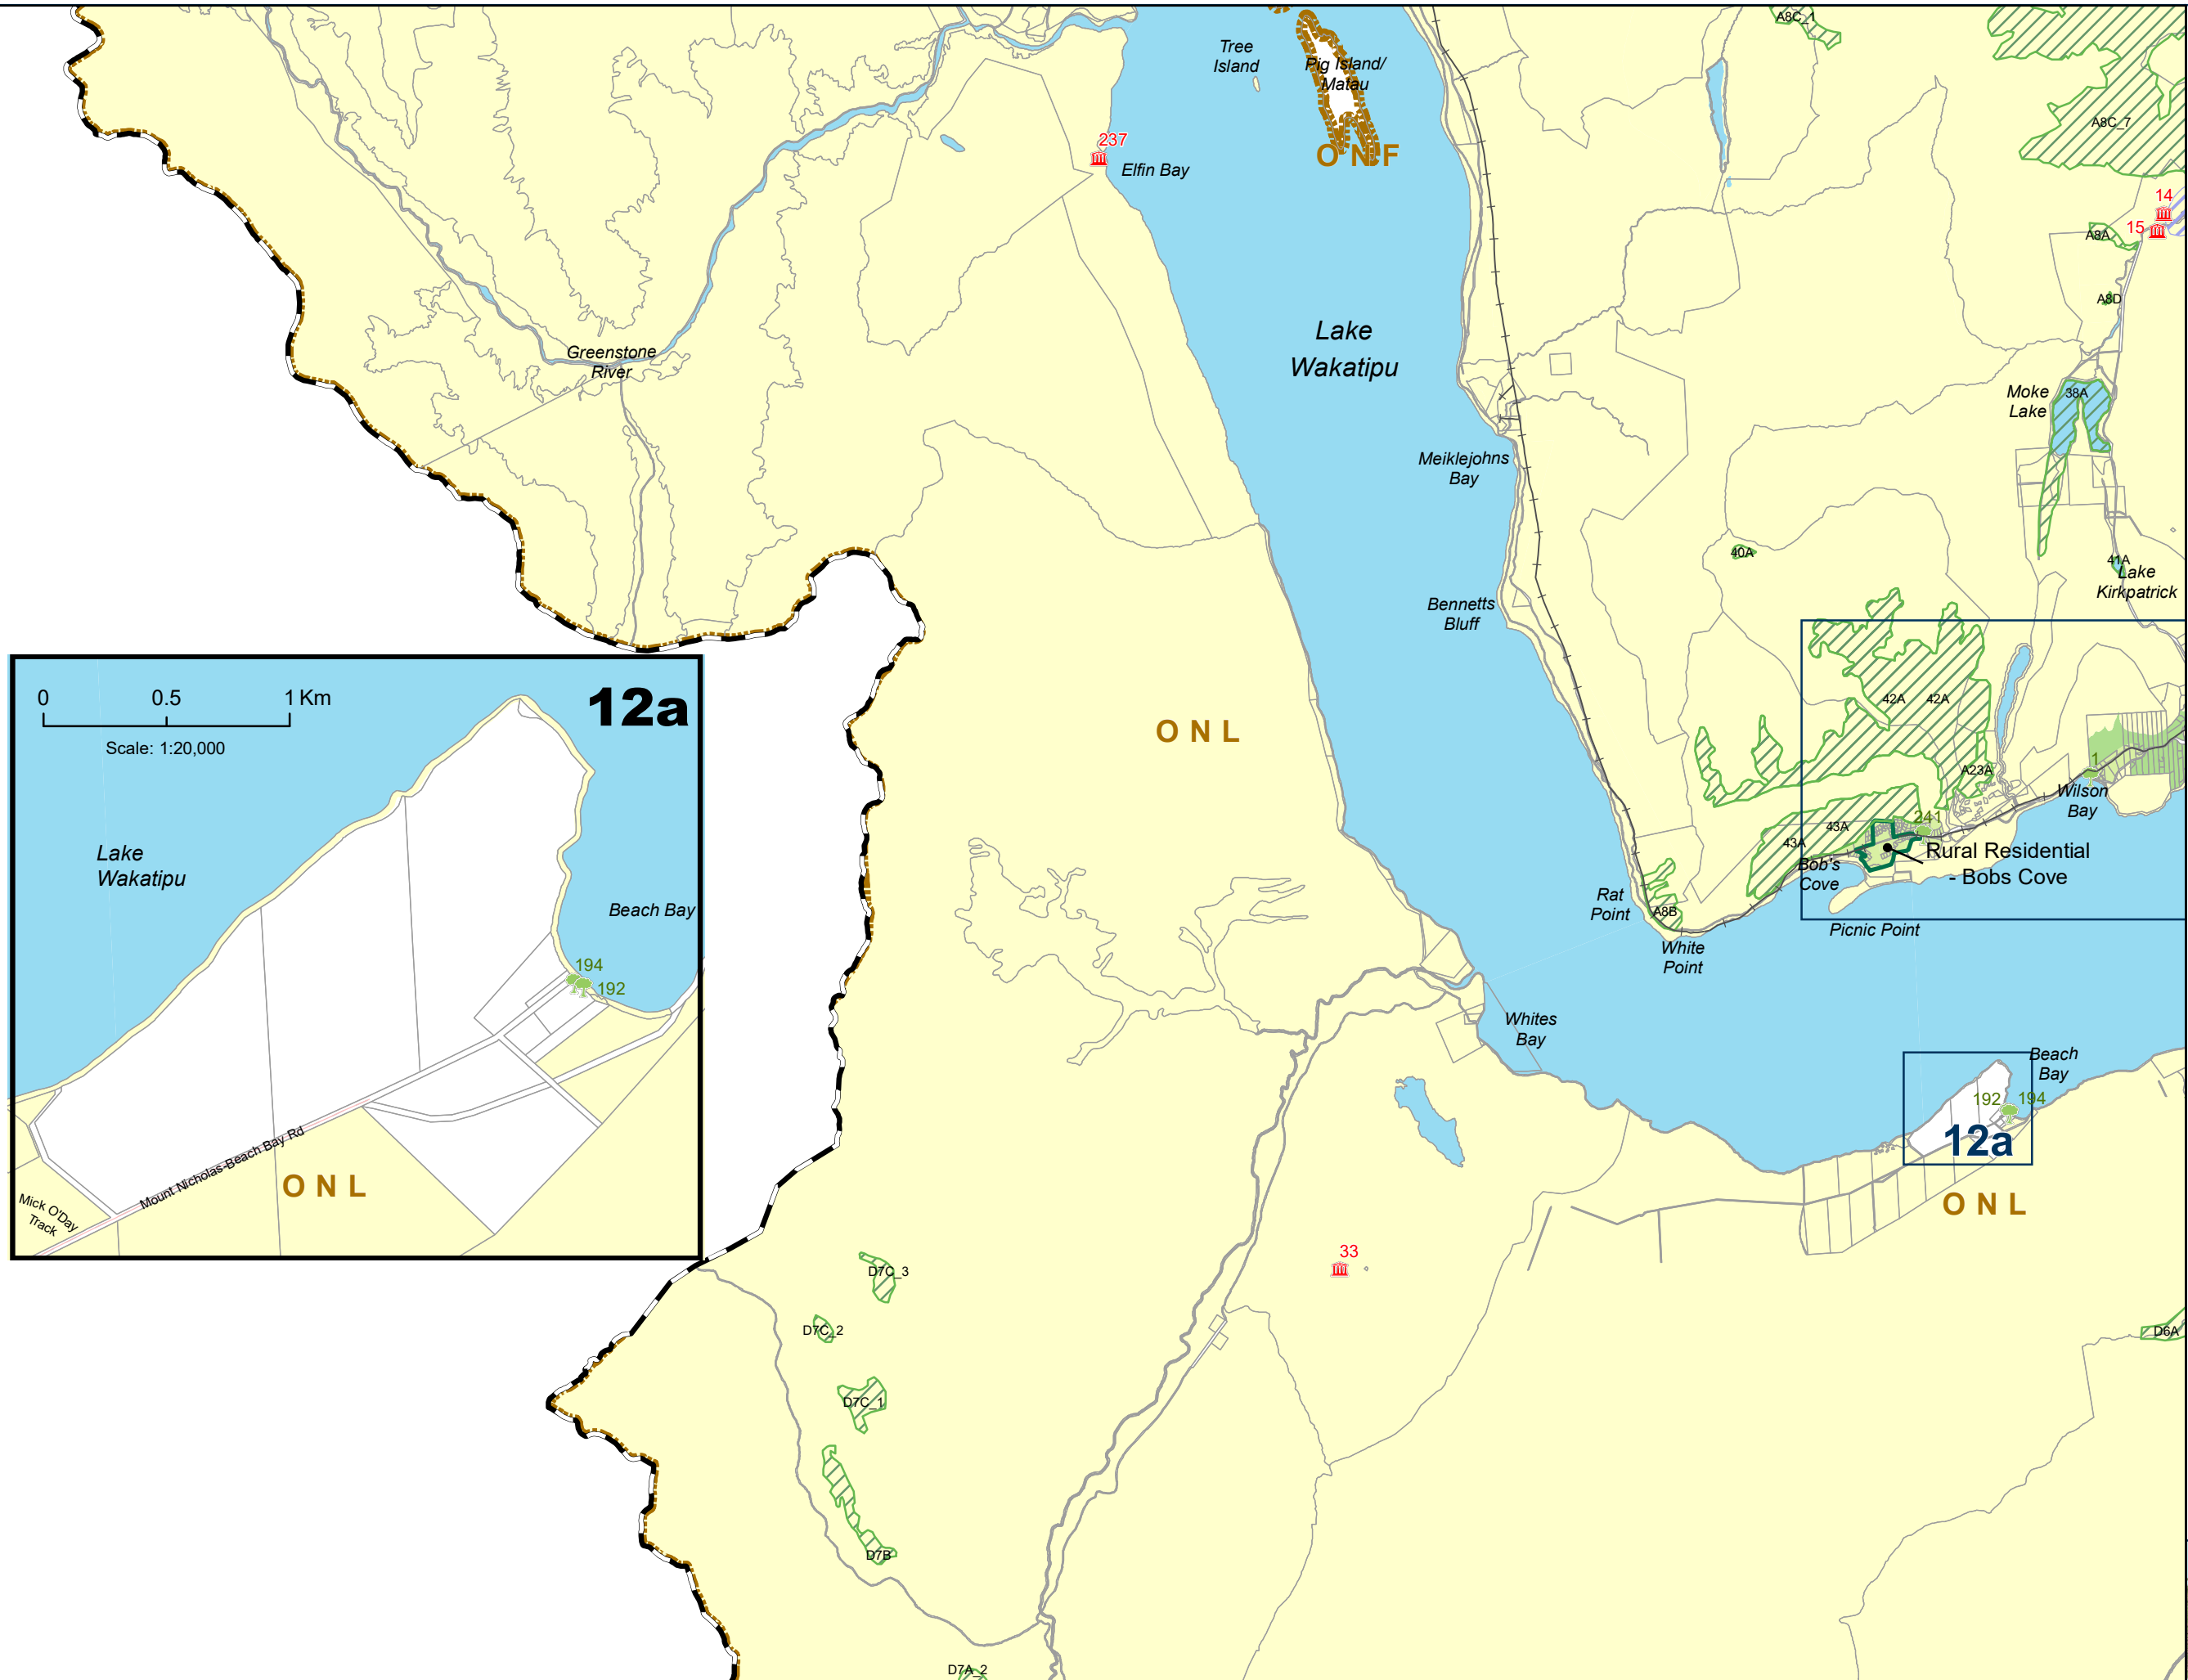 A8C_1
Tree
Island
Pig Island/
Matau
A8C_7
237
Elfin Bay
ONF
14
15
A8A
A8D
Lake
Wakatipu
Greenstone
River
Moke
Lake
38A
Meiklejohns
Bay
40A
41A
Lake
Kirkpatrick
Bennetts
Bluff
0 0.5 1 Km
Scale: 1:20,000
12a
Lake
Wakatipu
Beach Bay
194
192
Mount Nicholas-Beach Bay Rd
ONL
Mick O'Day
Track
ONL
42A 42A
A23A
1
Wilson
Bay
241
43A
43A
Bob's
Cove
Rural Residential
- Bobs Cove
Rat
Point
A8B
White
Point
Picnic Point
Whites
Bay
Beach
Bay
192 194
12a
ONL
33
D7C_3
D7C_2
D6A
D7C_1
D7B
D7A_2